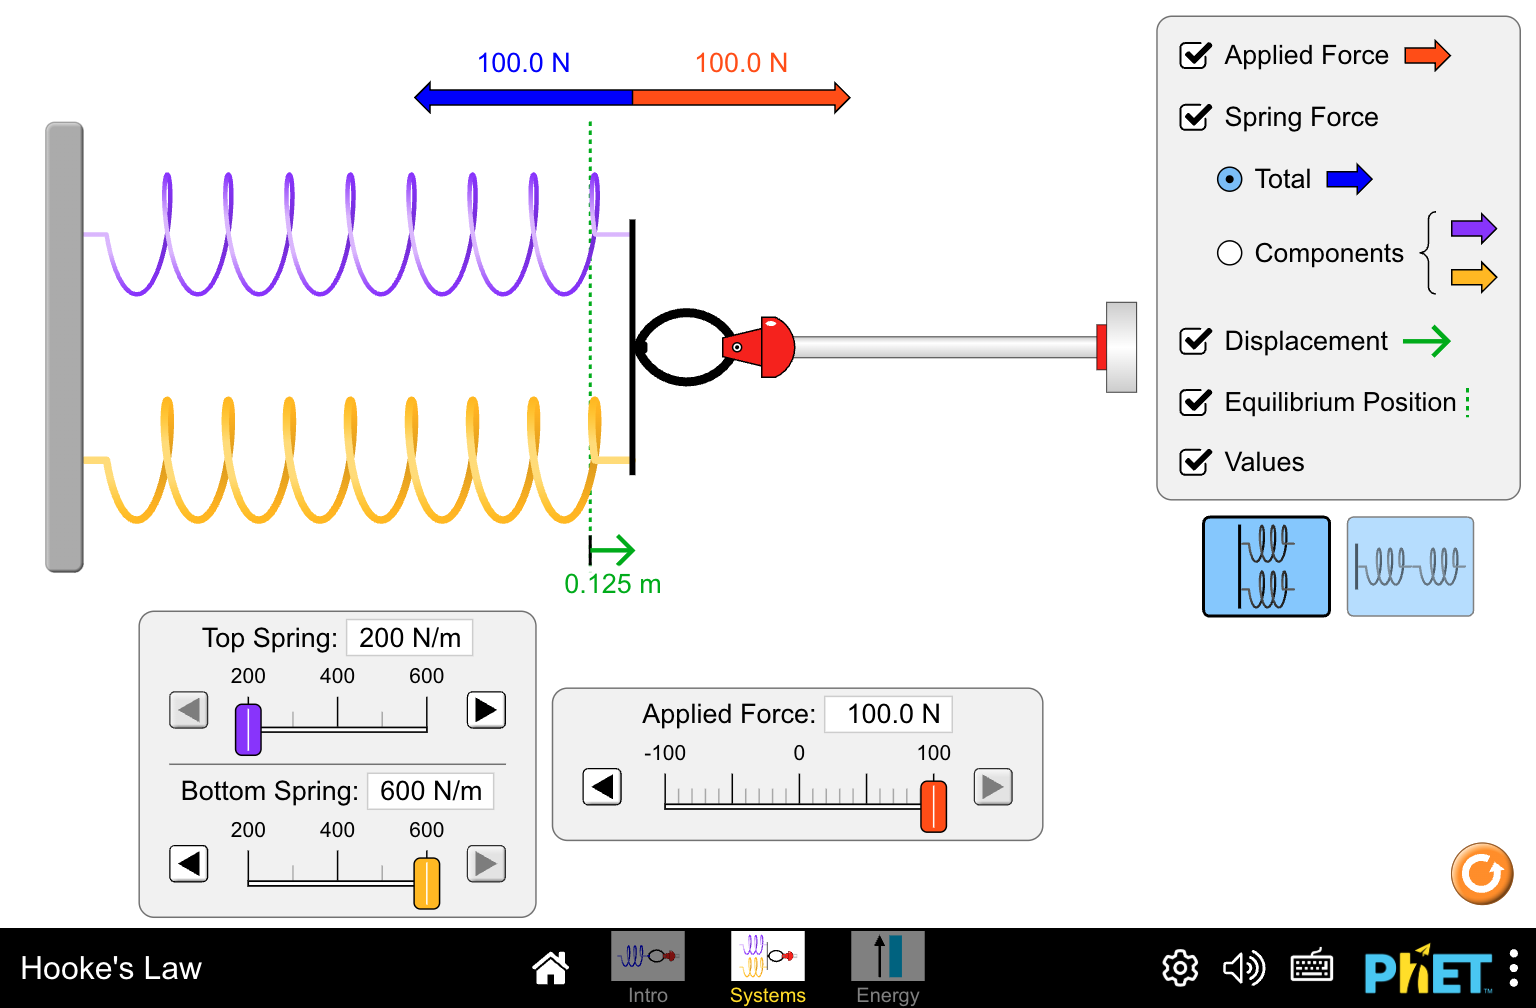 100.0 N 100.0 N
Applied Force
Spring Force
Total
Components
Displacement
Equilibrium Position
Values
0.125 m
Top Spring: 200 N/m
200 400 600
Bottom Spring: 600 N/m
200 400 600
Applied Force: 100.0 N
-100 0 100
Hooke's Law
Intro
Systems
Energy
PhET™